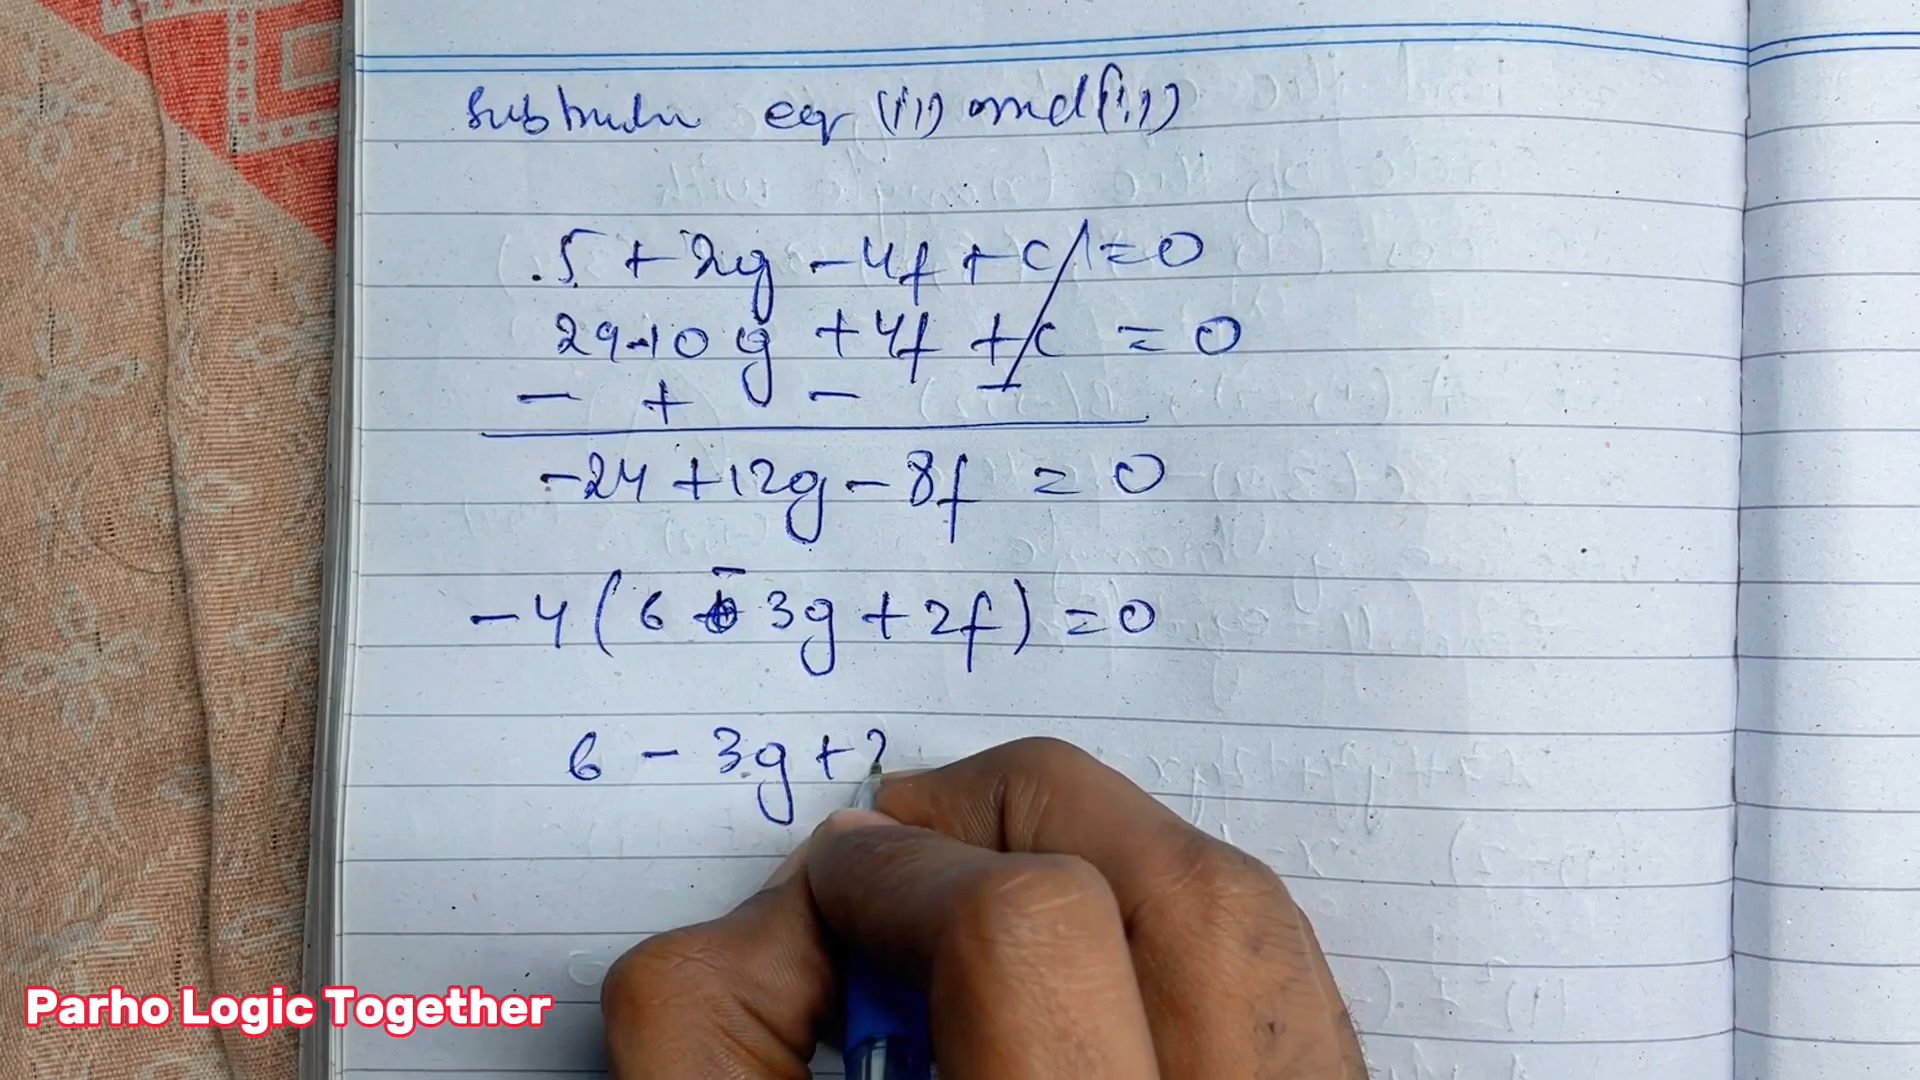 eq (ii) and (iii)
5 + 2g - 4f + c = 0
29 - 10g + 4f + c = 0
- + - -
-24 + 12g - 8f = 0
-4 (6 - 3g + 2f) = 0
6 - 3g + 2
Parho Logic Together